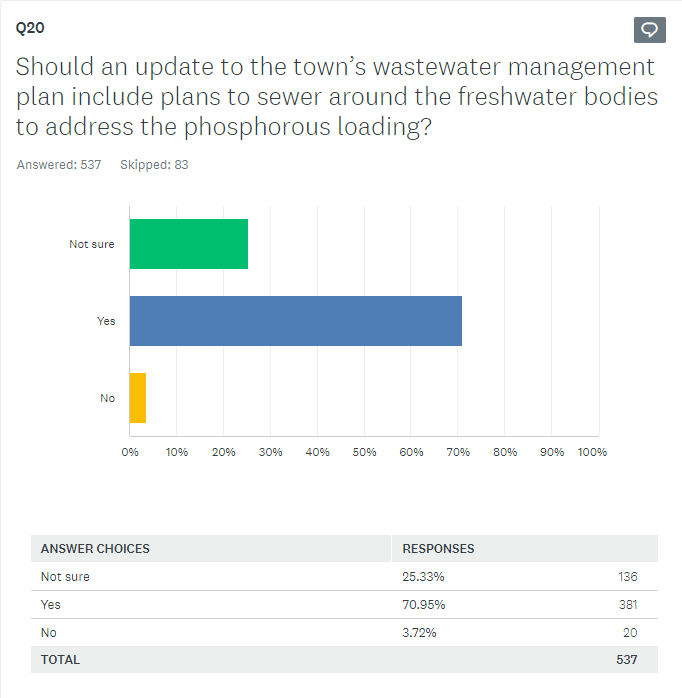 Q20
Should an update to the town's wastewater management
plan include plans to sewer around the freshwater bodies
to address the phosphorous loading?
Answered: 537 Skipped: 83
Not sure
Yes
No
0% 10% 20% 30% 40% 50% 60% 70% 80% 90% 100%
ANSWER CHOICES RESPONSES
Not sure 25.33% 136
Yes 70.95% 381
No 3.72% 20
TOTAL 537